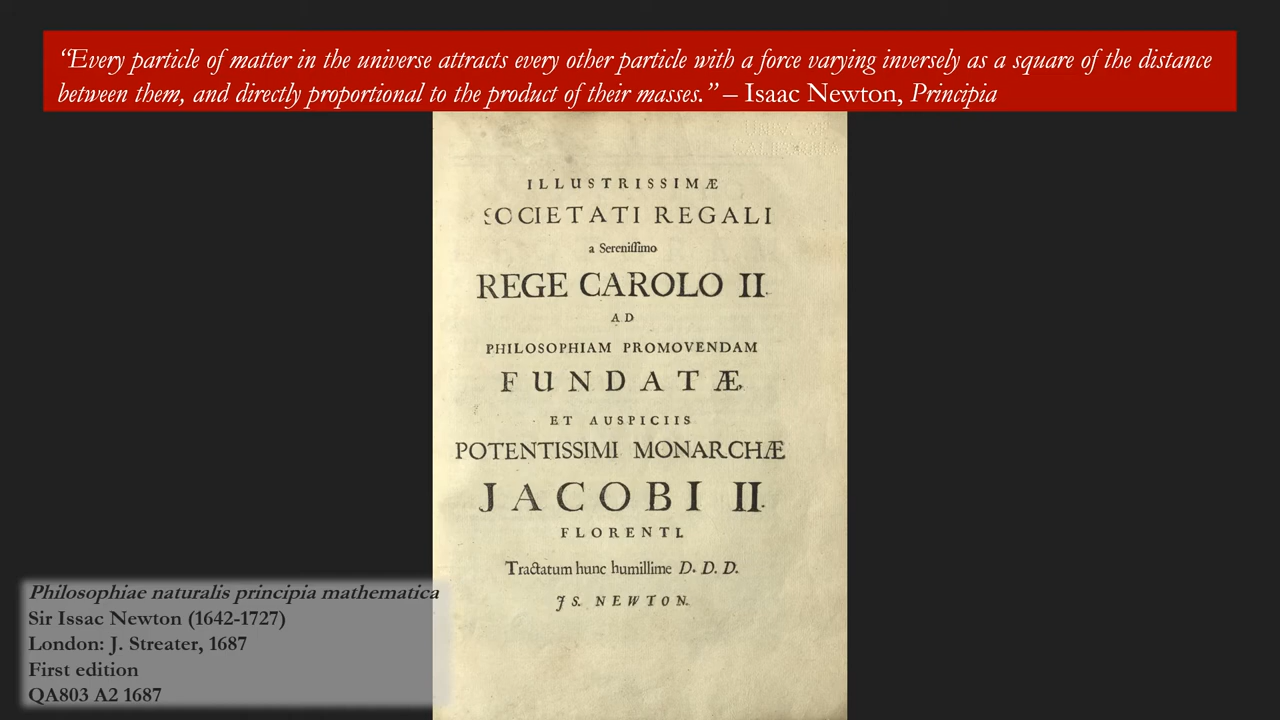 “Every particle of matter in the universe attracts every other particle with a force varying inversely as a square of the distance
between them, and directly proportional to the product of their masses.” – Isaac Newton, Principia
ILLUSTRISSIMÆ
SOCIETATI REGALI
a Serenissimo
REGE CAROLO II.
AD
PHILOSOPHIAM PROMOVENDAM
FUNDATÆ,
ET AUSPICIIS
POTENTISSIMI MONARCHÆ
JACOBI II.
FLORENTI.
Tractatum hunc humillime D. D. D.
JS. NEWTON.
Philosophiae naturalis principia mathematica
Sir Issac Newton (1642-1727)
London: J. Streater, 1687
First edition
QA803 A2 1687